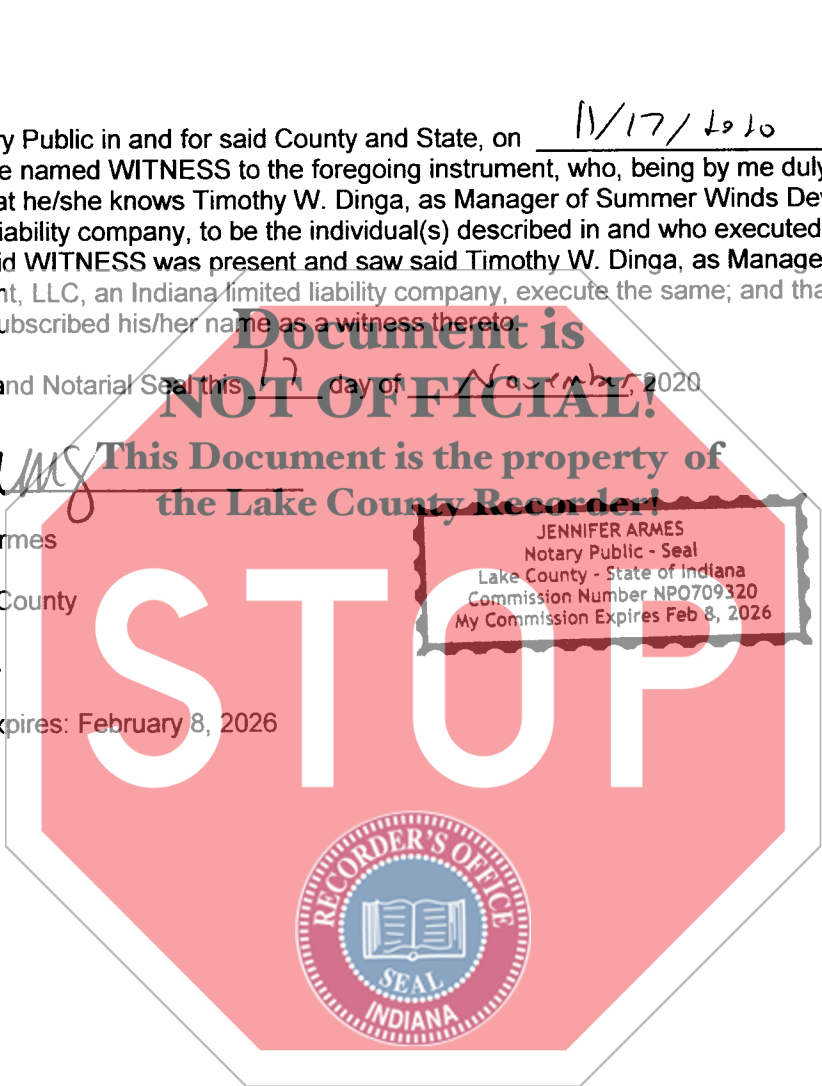 ry Public in and for said County and State, on 11/17/2020
e named WITNESS to the foregoing instrument, who, being by me duly
at he/she knows Timothy W. Dinga, as Manager of Summer Winds De
iability company, to be the individual(s) described in and who executed
id WITNESS was present and saw said Timothy W. Dinga, as Manage
nt, LLC, an Indiana limited liability company, execute the same; and tha
ubscribed his/her name as a witness thereto.
Document is
and Notarial Seal this 17 day of November, 2020
NOT OFFICIAL!
This Document is the property of
the Lake County Recorder!
JENNIFER ARMES
Notary Public - Seal
Lake County - State of Indiana
Commission Number NP0709320
My Commission Expires Feb 8, 2026
rmes
County
STOP
xpires: February 8, 2026
RECORDER'S OFFICE
SEAL
INDIANA